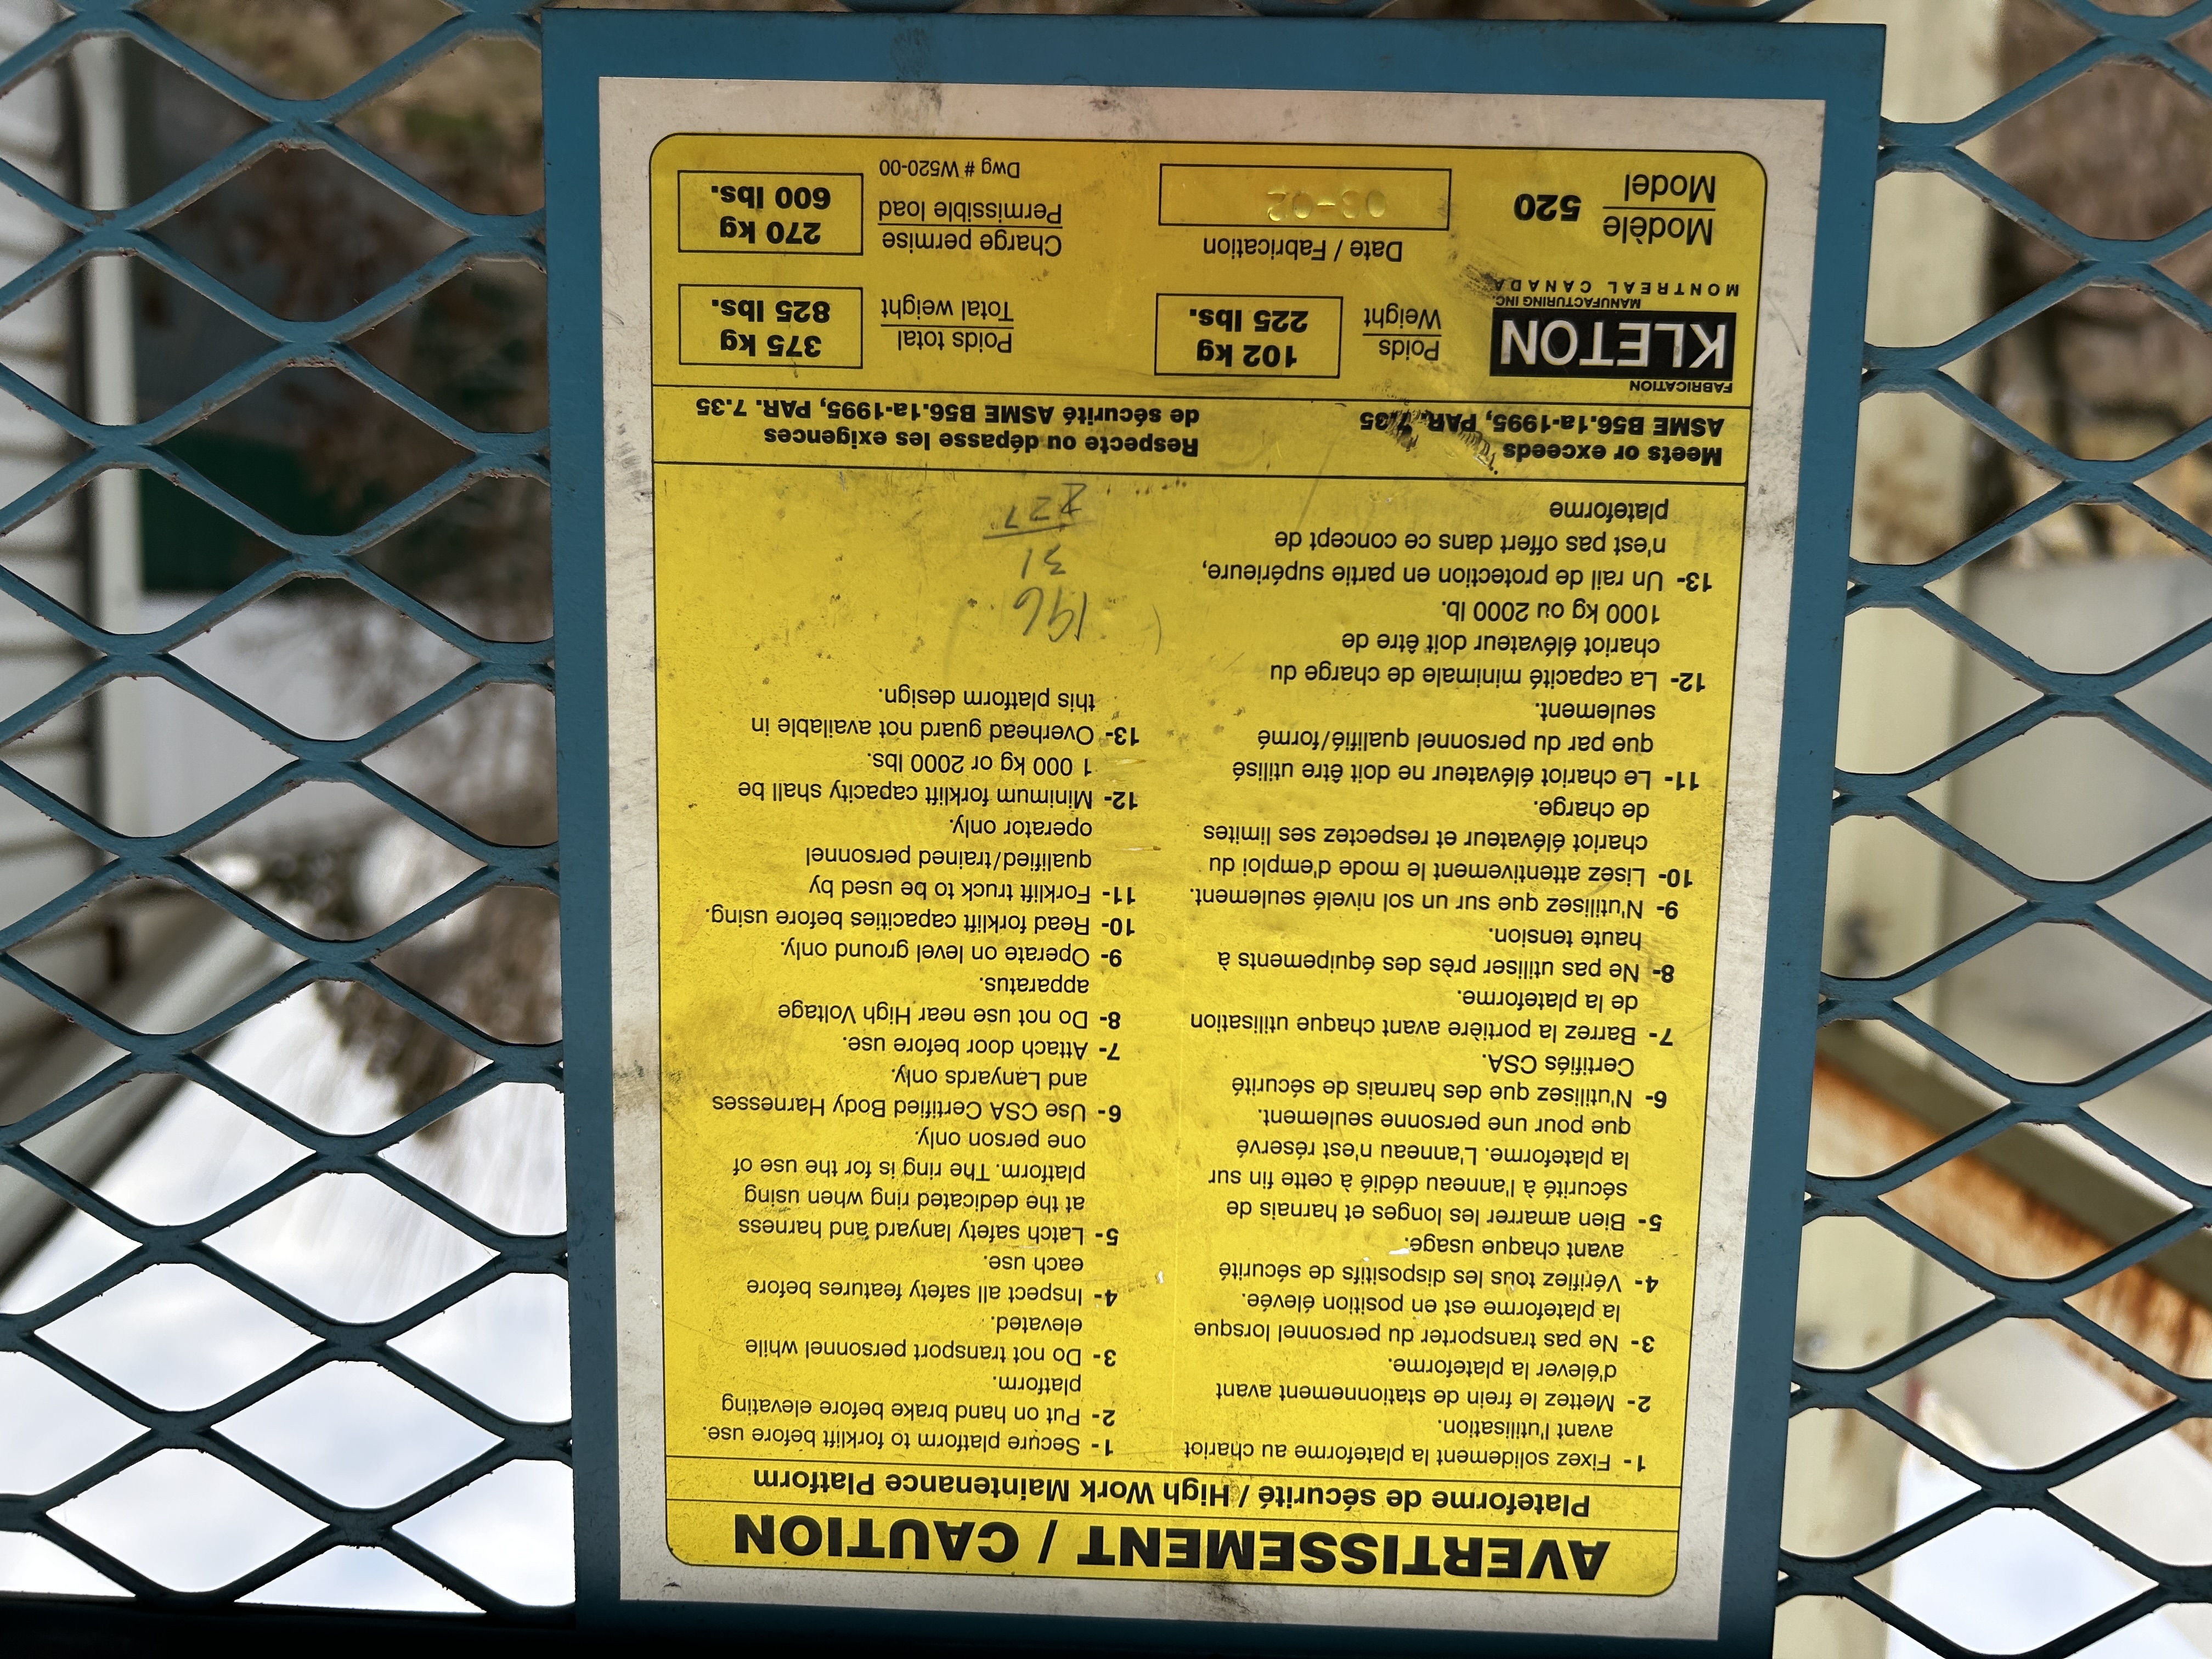 AVERTISSEMENT / CAUTION
Plateforme de sécurité / High Work Maintenance Platform
1- Fixez solidement la plateforme au chariot
avant l'utilisation.
2- Mettez le frein de stationnement avant
d'élever la plateforme.
3- Ne pas transporter du personnel lorsque
la plateforme est en position élevée.
4- Vérifiez tous les dispositifs de sécurité
avant chaque usage.
5- Bien amarrer les longes et harnais de
sécurité à l'anneau dédié à cette fin sur
la plateforme. L'anneau n'est réservé
que pour une personne seulement.
6- N'utilisez que des harnais de sécurité
Certifiés CSA.
7- Barrez la portière avant chaque utilisation
de la plateforme.
8- Ne pas utiliser près des équipements à
haute tension.
9- N'utilisez que sur un sol nivelé seulement.
10- Lisez attentivement le mode d'emploi du
chariot élévateur et respectez ses limites
de charge.
11- Le chariot élévateur ne doit être utilisé
que par du personnel qualifié/formé
seulement.
12- La capacité minimale de charge du
chariot élévateur doit être de
1000 kg ou 2000 lb.
13- Un rail de protection en partie supérieure,
n'est pas offert dans ce concept de
plateforme
1- Secure platform to forklift before use.
2- Put on hand brake before elevating
platform.
3- Do not transport personnel while
elevated.
4- Inspect all safety features before
each use.
5- Latch safety lanyard and harness
at the dedicated ring when using
platform. The ring is for the use of
one person only.
6- Use CSA Certified Body Harnesses
and Lanyards only.
7- Attach door before use.
8- Do not use near High Voltage
apparatus.
9- Operate on level ground only.
10- Read forklift capacities before using.
11- Forklift truck to be used by
qualified/trained personnel
operator only.
12- Minimum forklift capacity shall be
1 000 kg or 2000 lbs.
13- Overhead guard not available in
this platform design.
196
31
227
Meets or exceeds
ASME B56.1a-1995, PAR. 7.35
Respecte ou dépasse les exigences
de sécurité ASME B56.1a-1995, PAR. 7.35
FABRICATION
KLETON
MANUFACTURING INC.
MONTREAL CANADA
Poids
Weight
102 kg
225 lbs.
Poids total
Total weight
375 kg
825 lbs.
Modèle
Model
520
Date / Fabrication
03-02
Charge permise
Permissible load
270 kg
600 lbs.
Dwg # W520-00